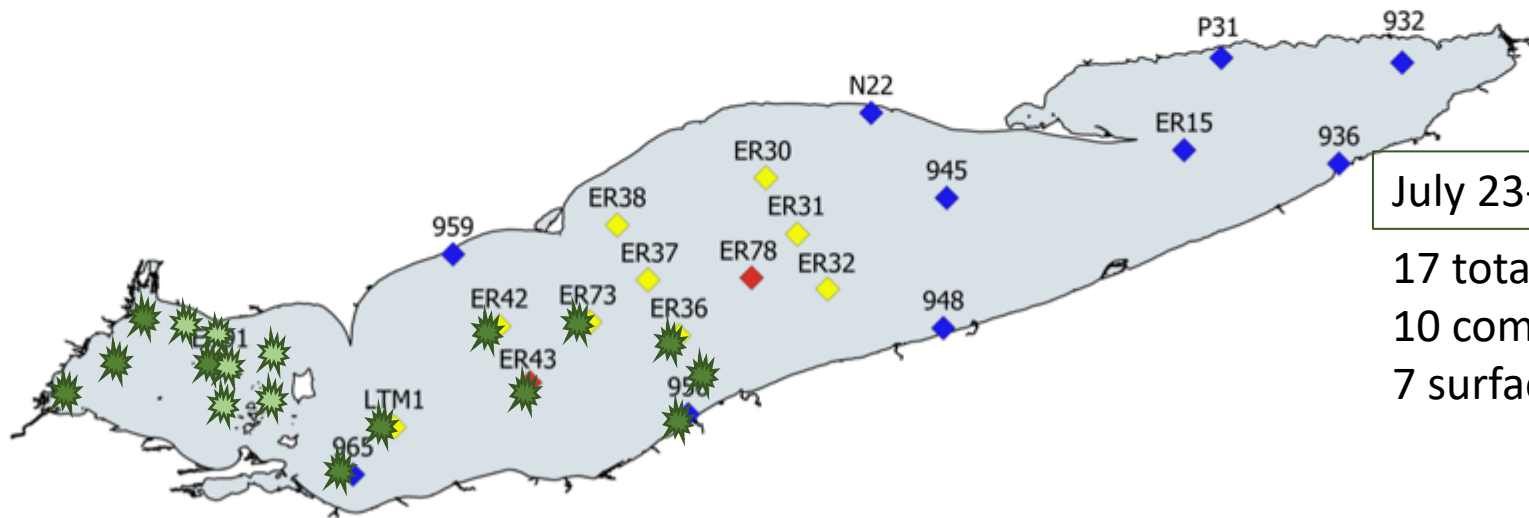 P31
932
N22
ER15
936
ER30
945
ER38
ER31
959
ER37
ER78
ER32
ER42
ER73
ER36
948
ER43
LTM1
965
July 23-
17 tota
10 com
7 surfa